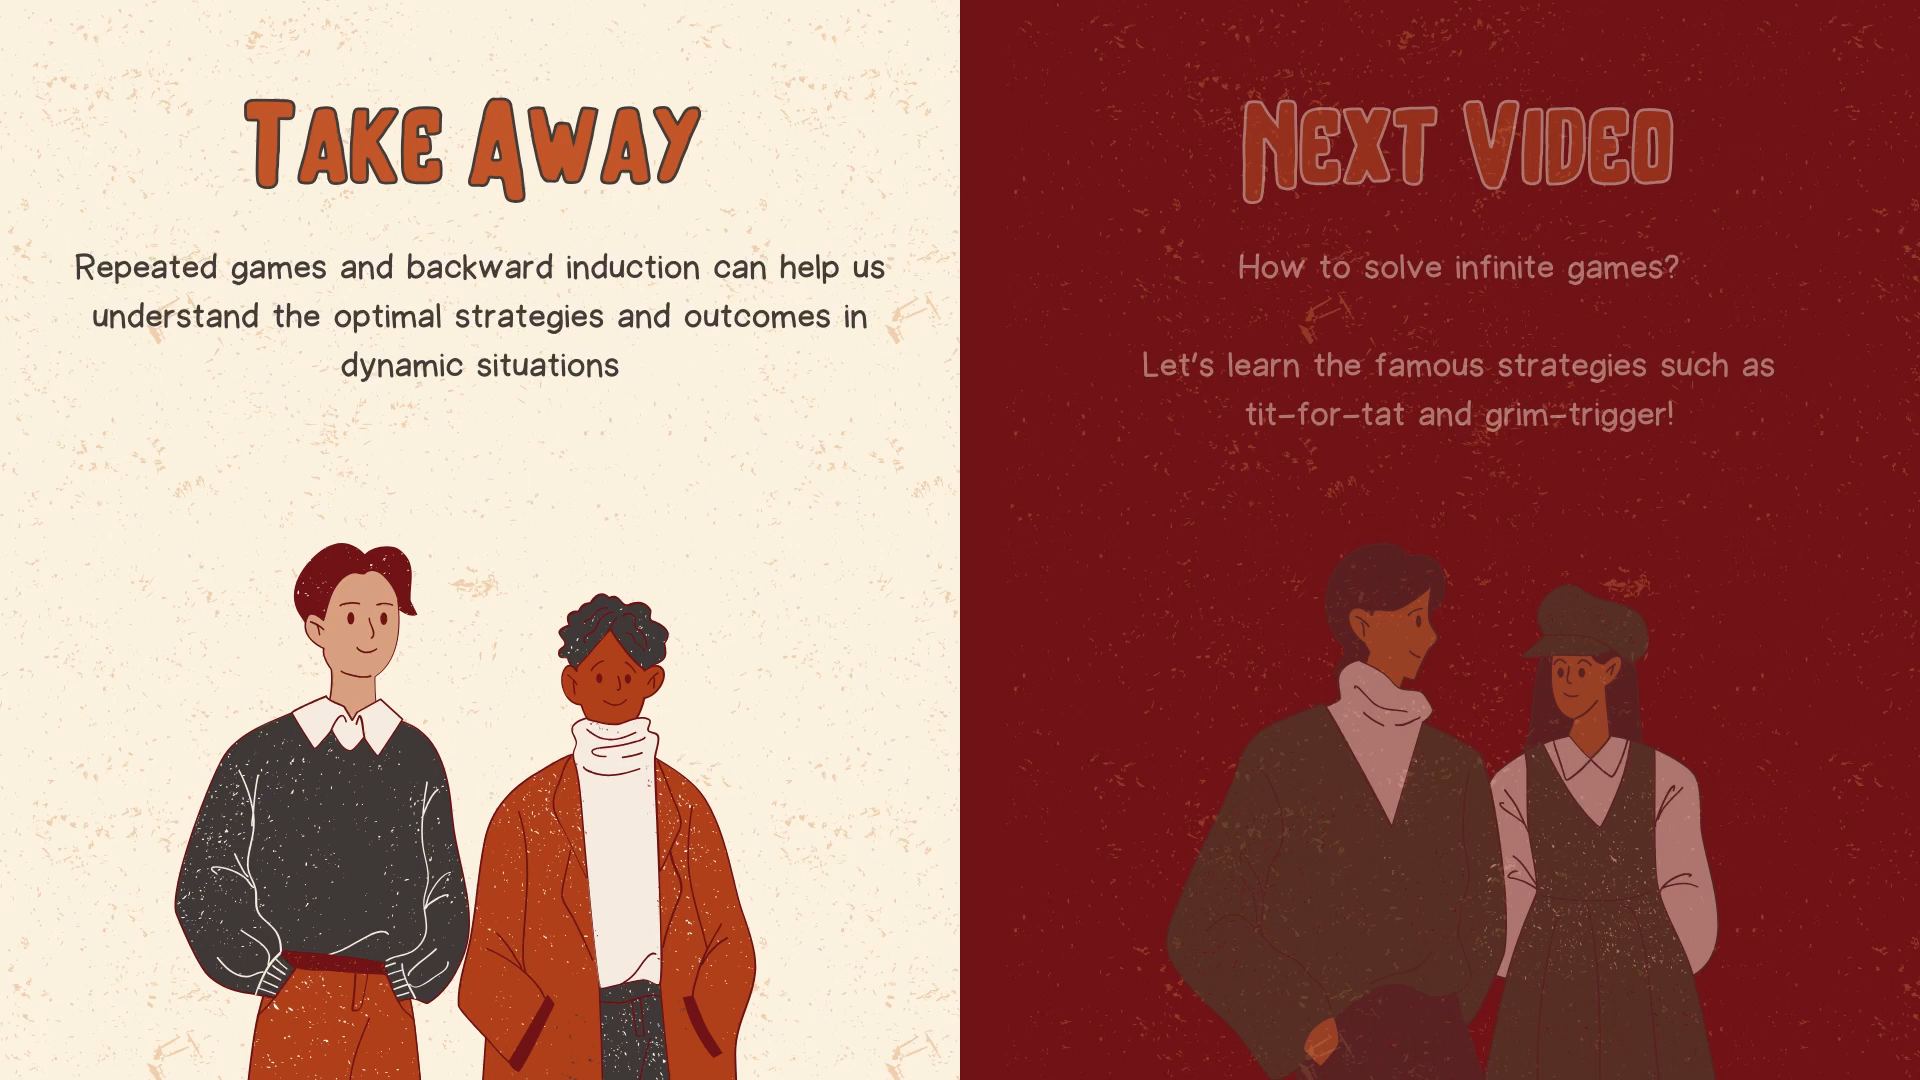 Take Away
Repeated games and backward induction can help us
understand the optimal strategies and outcomes in
dynamic situations
Next Video
How to solve infinite games?
Let's learn the famous strategies such as
tit-for-tat and grim-trigger!